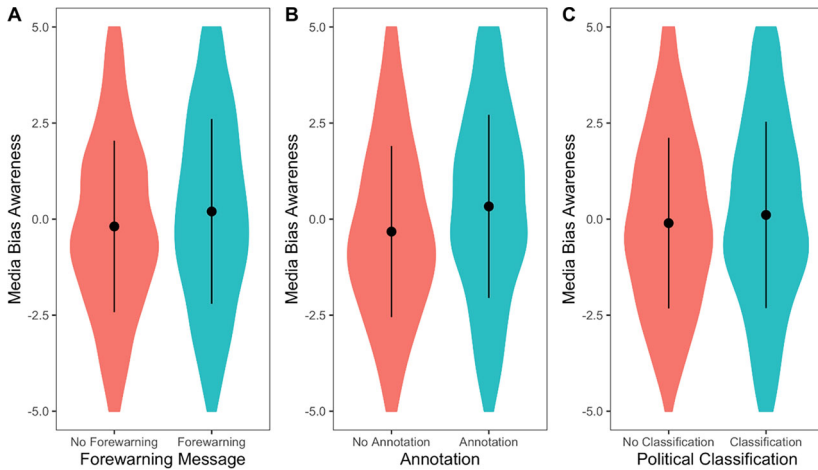 A
Media Bias Awareness
5.0
2.5
0.0
-2.5
-5.0
No Forewarning
Forewarning
Forewarning Message
B
Media Bias Awareness
5.0
2.5
0.0
-2.5
-5.0
No Annotation
Annotation
Annotation
C
Media Bias Awareness
5.0
2.5
0.0
-2.5
-5.0
No Classification
Classification
Political Classification